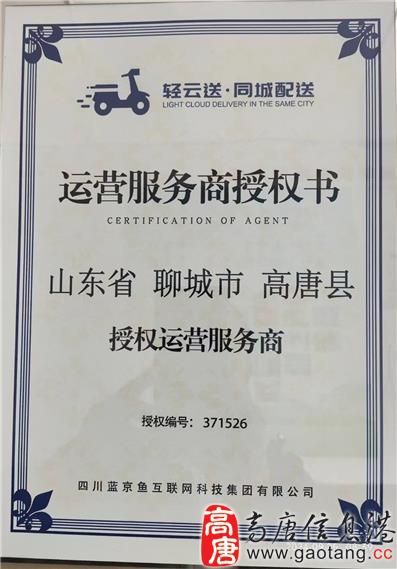 轻云送·同城配送
LIGHT CLOUD DELIVERY IN THE SAME CITY
运营服务商授权书
CERTIFICATION OF AGENT
山东省 聊城市 高唐县
授权运营服务商
授权编号: 371526
四川蓝京鱼互联网科技集团有限公司
高唐
高唐信息港
www.gaotang.cc